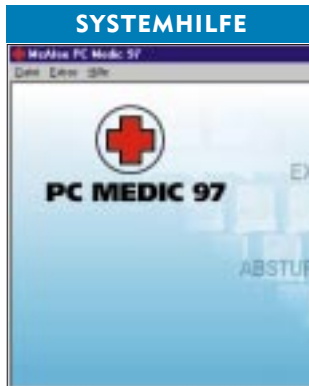 SYSTEMHILFE
McAfee PC Medic 97
Datei Extras Hilfe
PC MEDIC 97
EX
ABSTUR